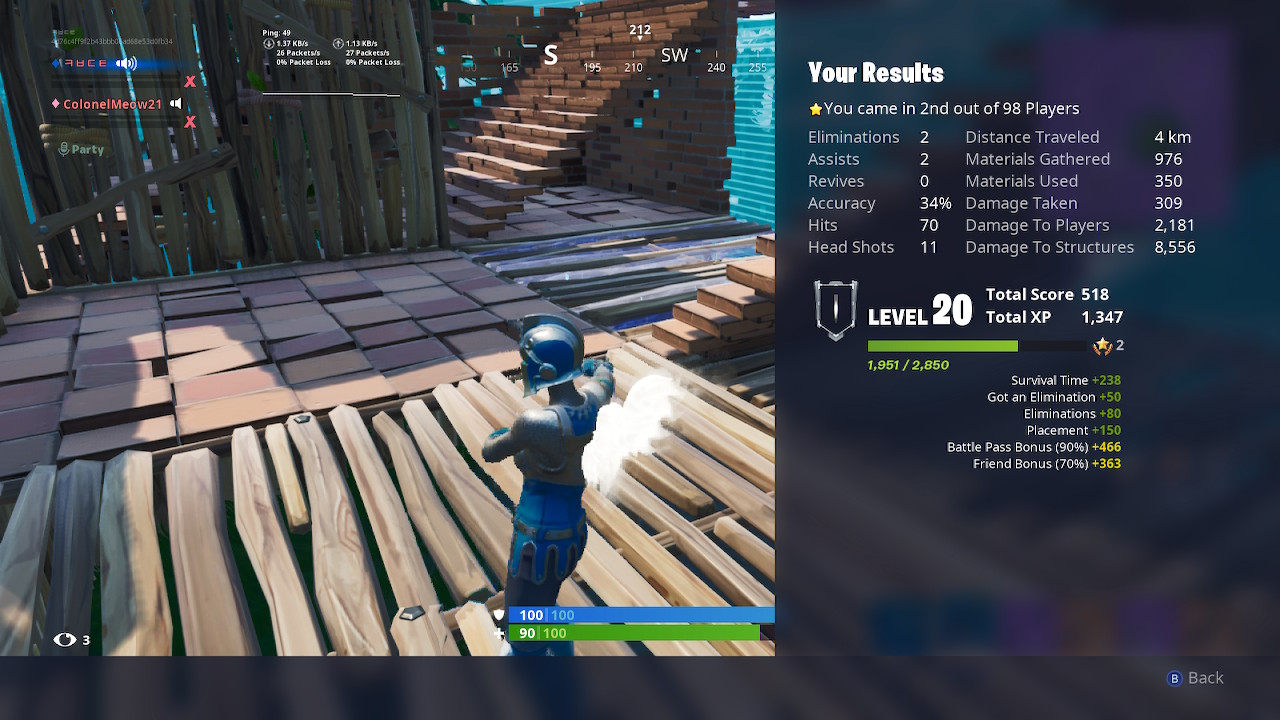 Ping: 49
1.37 KB/s 1.13 KB/s
26 Packets/s 27 Packets/s
0% Packet Loss 0% Packet Loss
212
165 S 195 210 SW 240 255
X
ColonelMeow21
X
Party
100 | 100
90 | 100
3
Your Results
You came in 2nd out of 98 Players
Eliminations 2 Distance Traveled 4 km
Assists 2 Materials Gathered 976
Revives 0 Materials Used 350
Accuracy 34% Damage Taken 309
Hits 70 Damage To Players 2,181
Head Shots 11 Damage To Structures 8,556
LEVEL 20
Total Score 518
Total XP 1,347
2
1,951 / 2,850
Survival Time +238
Got an Elimination +50
Eliminations +80
Placement +150
Battle Pass Bonus (90%) +466
Friend Bonus (70%) +363
B Back